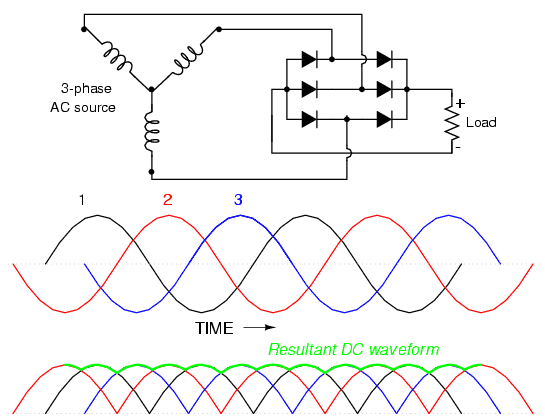 3-phase
AC source
+
Load
-
1 2 3
TIME
Resultant DC waveform